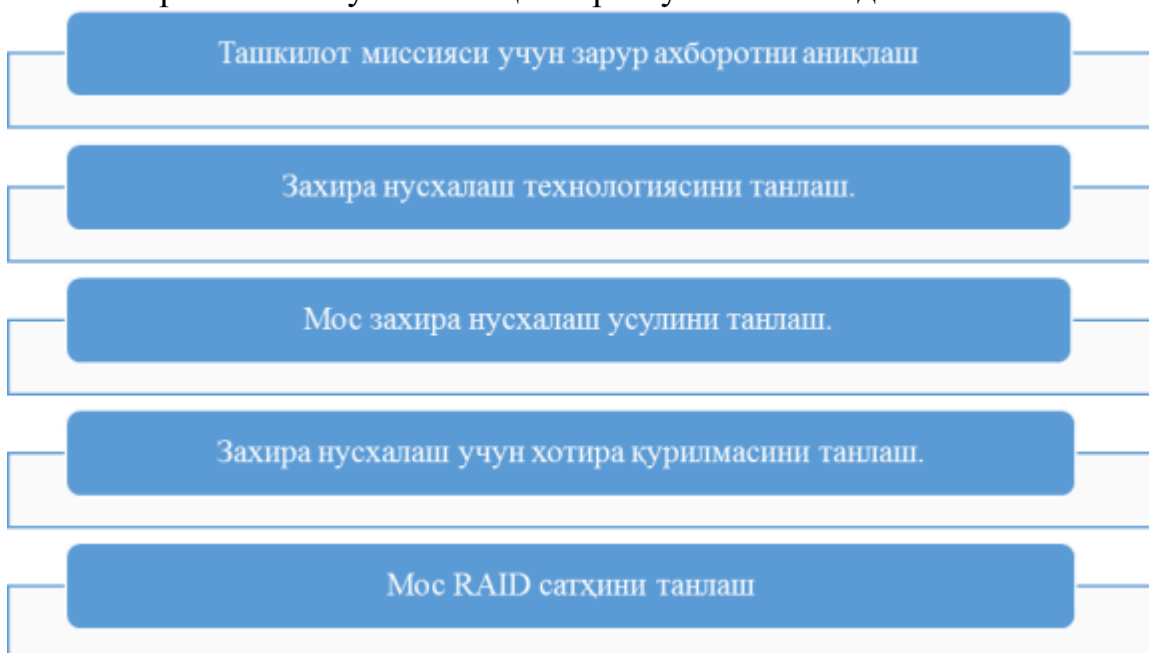 Ташкилот миссияси учун зарур ахборотни аниқлаш
Захира нусхалаш технологиясини танлаш.
Мос захира нусхалаш усулини танлаш.
Захира нусхалаш учун хотира қурилмасини танлаш.
Мос RAID сатҳини танлаш